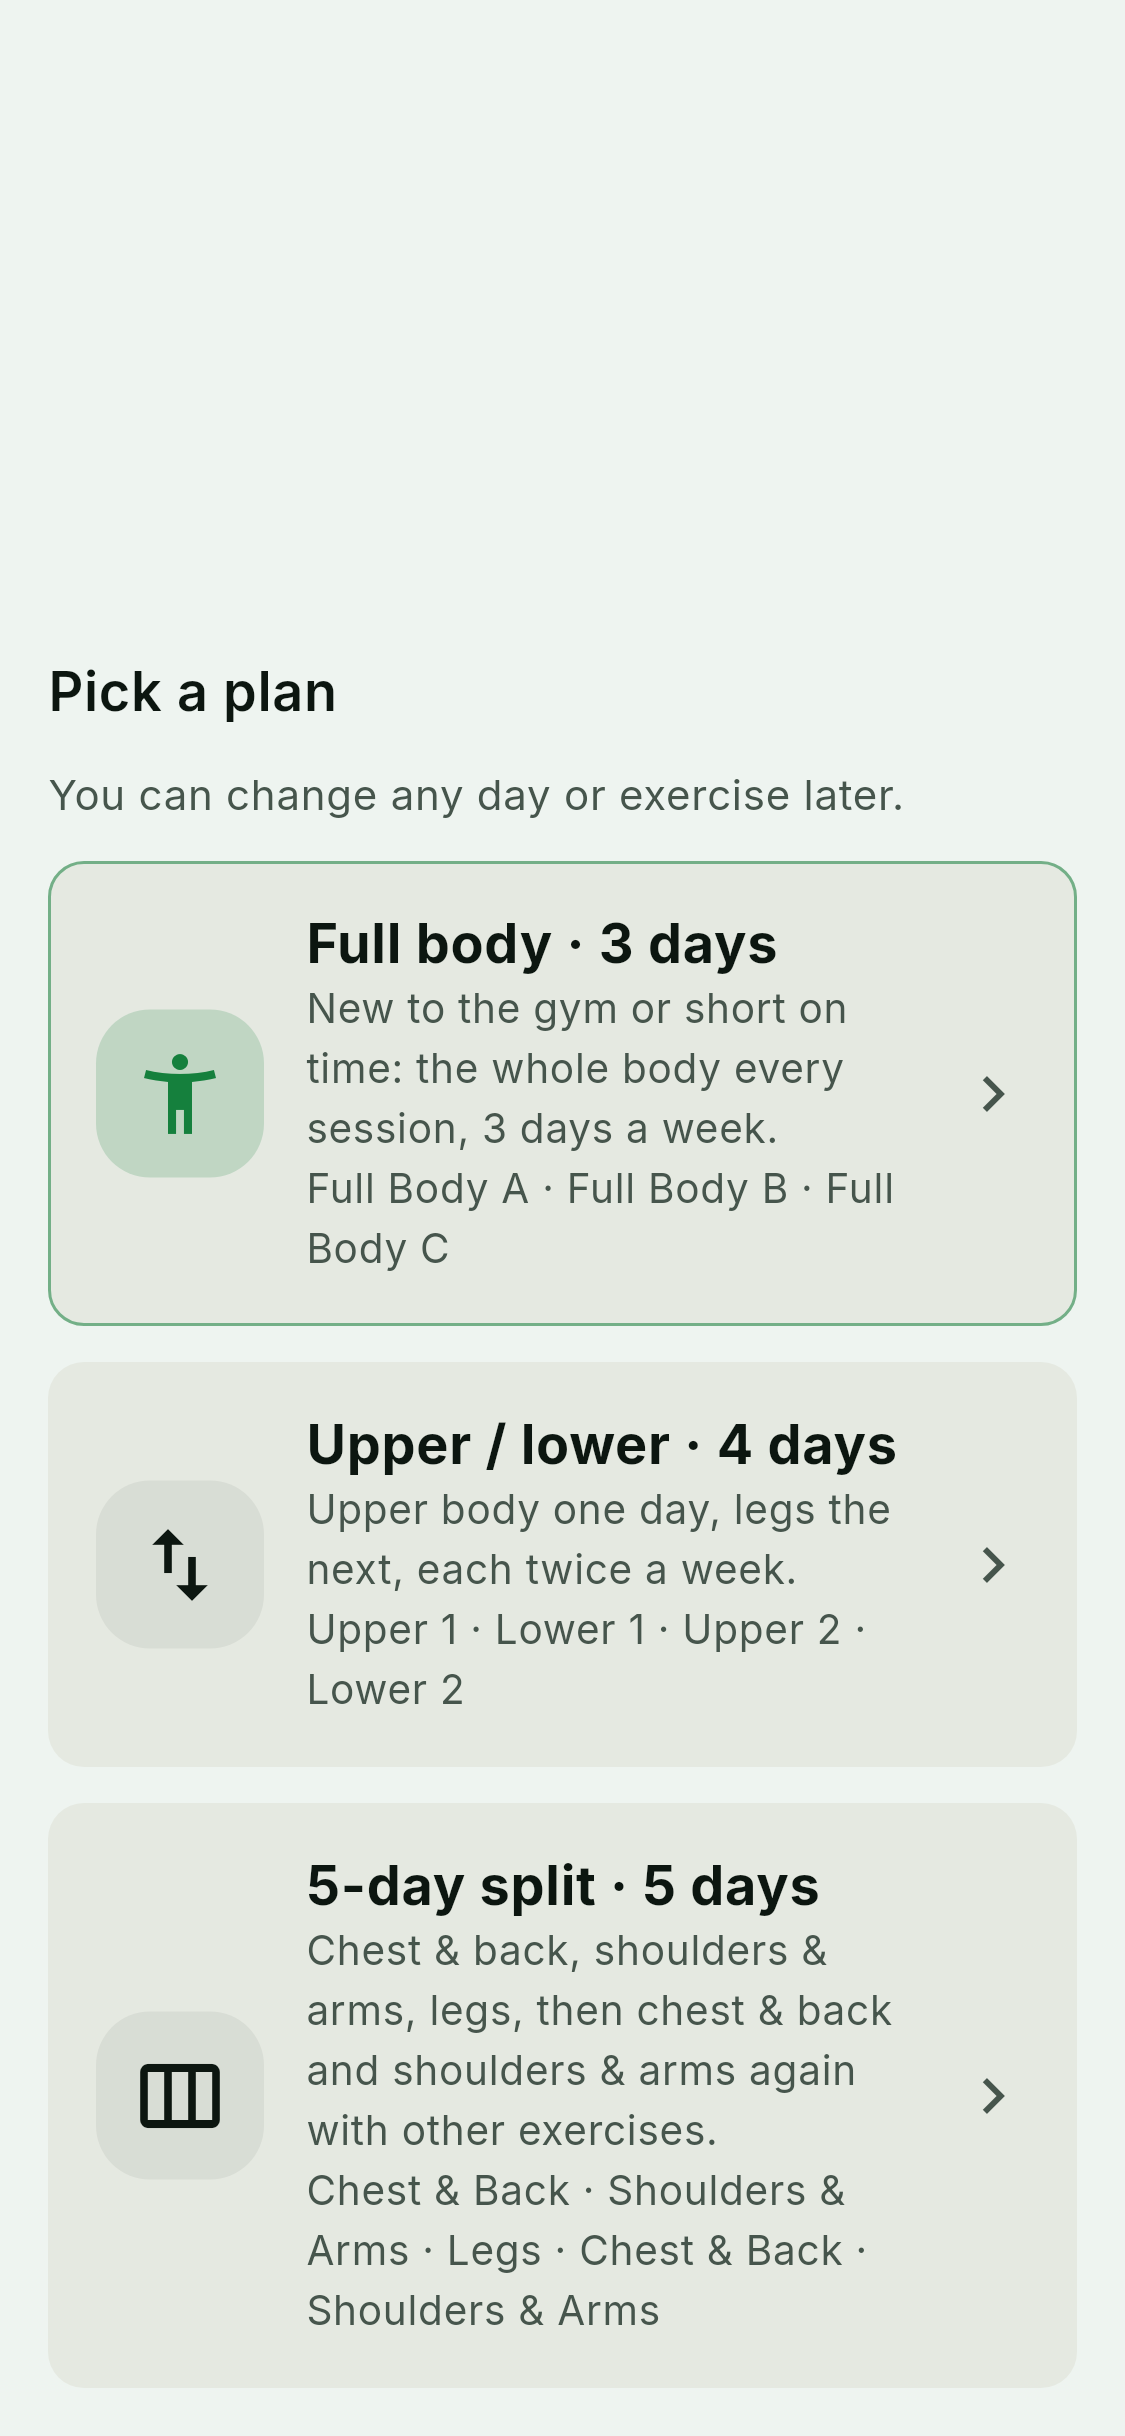 Pick a plan
You can change any day or exercise later.
Full body · 3 days
New to the gym or short on
time: the whole body every
session, 3 days a week.
Full Body A · Full Body B · Full
Body C
Upper / lower · 4 days
Upper body one day, legs the
next, each twice a week.
Upper 1 · Lower 1 · Upper 2 ·
Lower 2
5-day split · 5 days
Chest & back, shoulders &
arms, legs, then chest & back
and shoulders & arms again
with other exercises.
Chest & Back · Shoulders &
Arms · Legs · Chest & Back ·
Shoulders & Arms